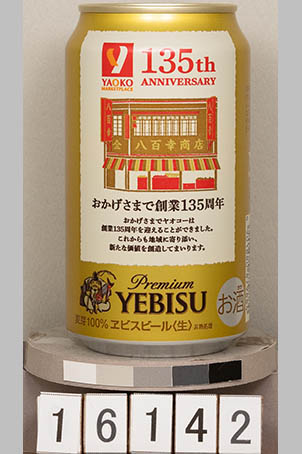 YAOKO
MARKETPLACE
135th
ANNIVERSARY
八百幸商店
おかげさまで創業135周年
おかげさまでヤオコーは
創業135周年を迎えることができました。
これからも地域に寄り添い、
新たな価値を創造してまいります。
Premium
YEBISU
お酒
麦芽100% ヱビスビール〈生〉非熱処理
1 6 1 4 2